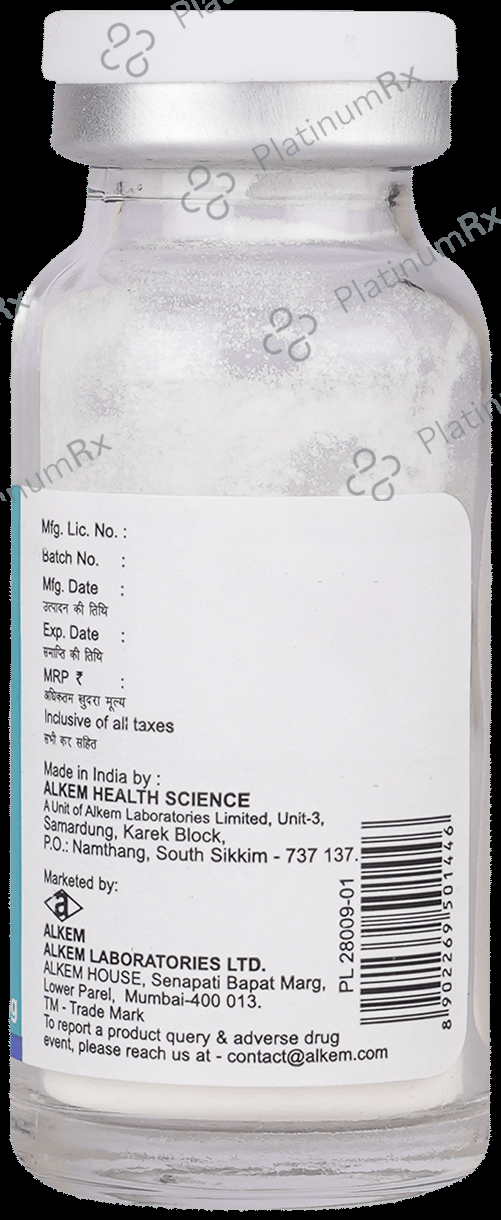 PlatinumRx
PlatinumRx
PlatinumRx
PlatinumRx
Mfg. Lic. No. :
Batch No. :
Mfg. Date :
उत्पादन की तिथि
Exp. Date :
समाप्ति की तिथि
MRP ₹ :
अधिकतम खुदरा मूल्य
Inclusive of all taxes
सभी कर सहित
Made in India by :
ALKEM HEALTH SCIENCE
A Unit of Alkem Laboratories Limited, Unit-3,
Samardung, Karek Block,
P.O.: Namthang, South Sikkim - 737 137.
Marketed by:
a
ALKEM
ALKEM LABORATORIES LTD.
ALKEM HOUSE, Senapati Bapat Marg,
Lower Parel, Mumbai-400 013.
TM - Trade Mark
To report a product query & adverse drug
event, please reach us at - contact@alkem.com
PL 28009-01
8 902269 501446